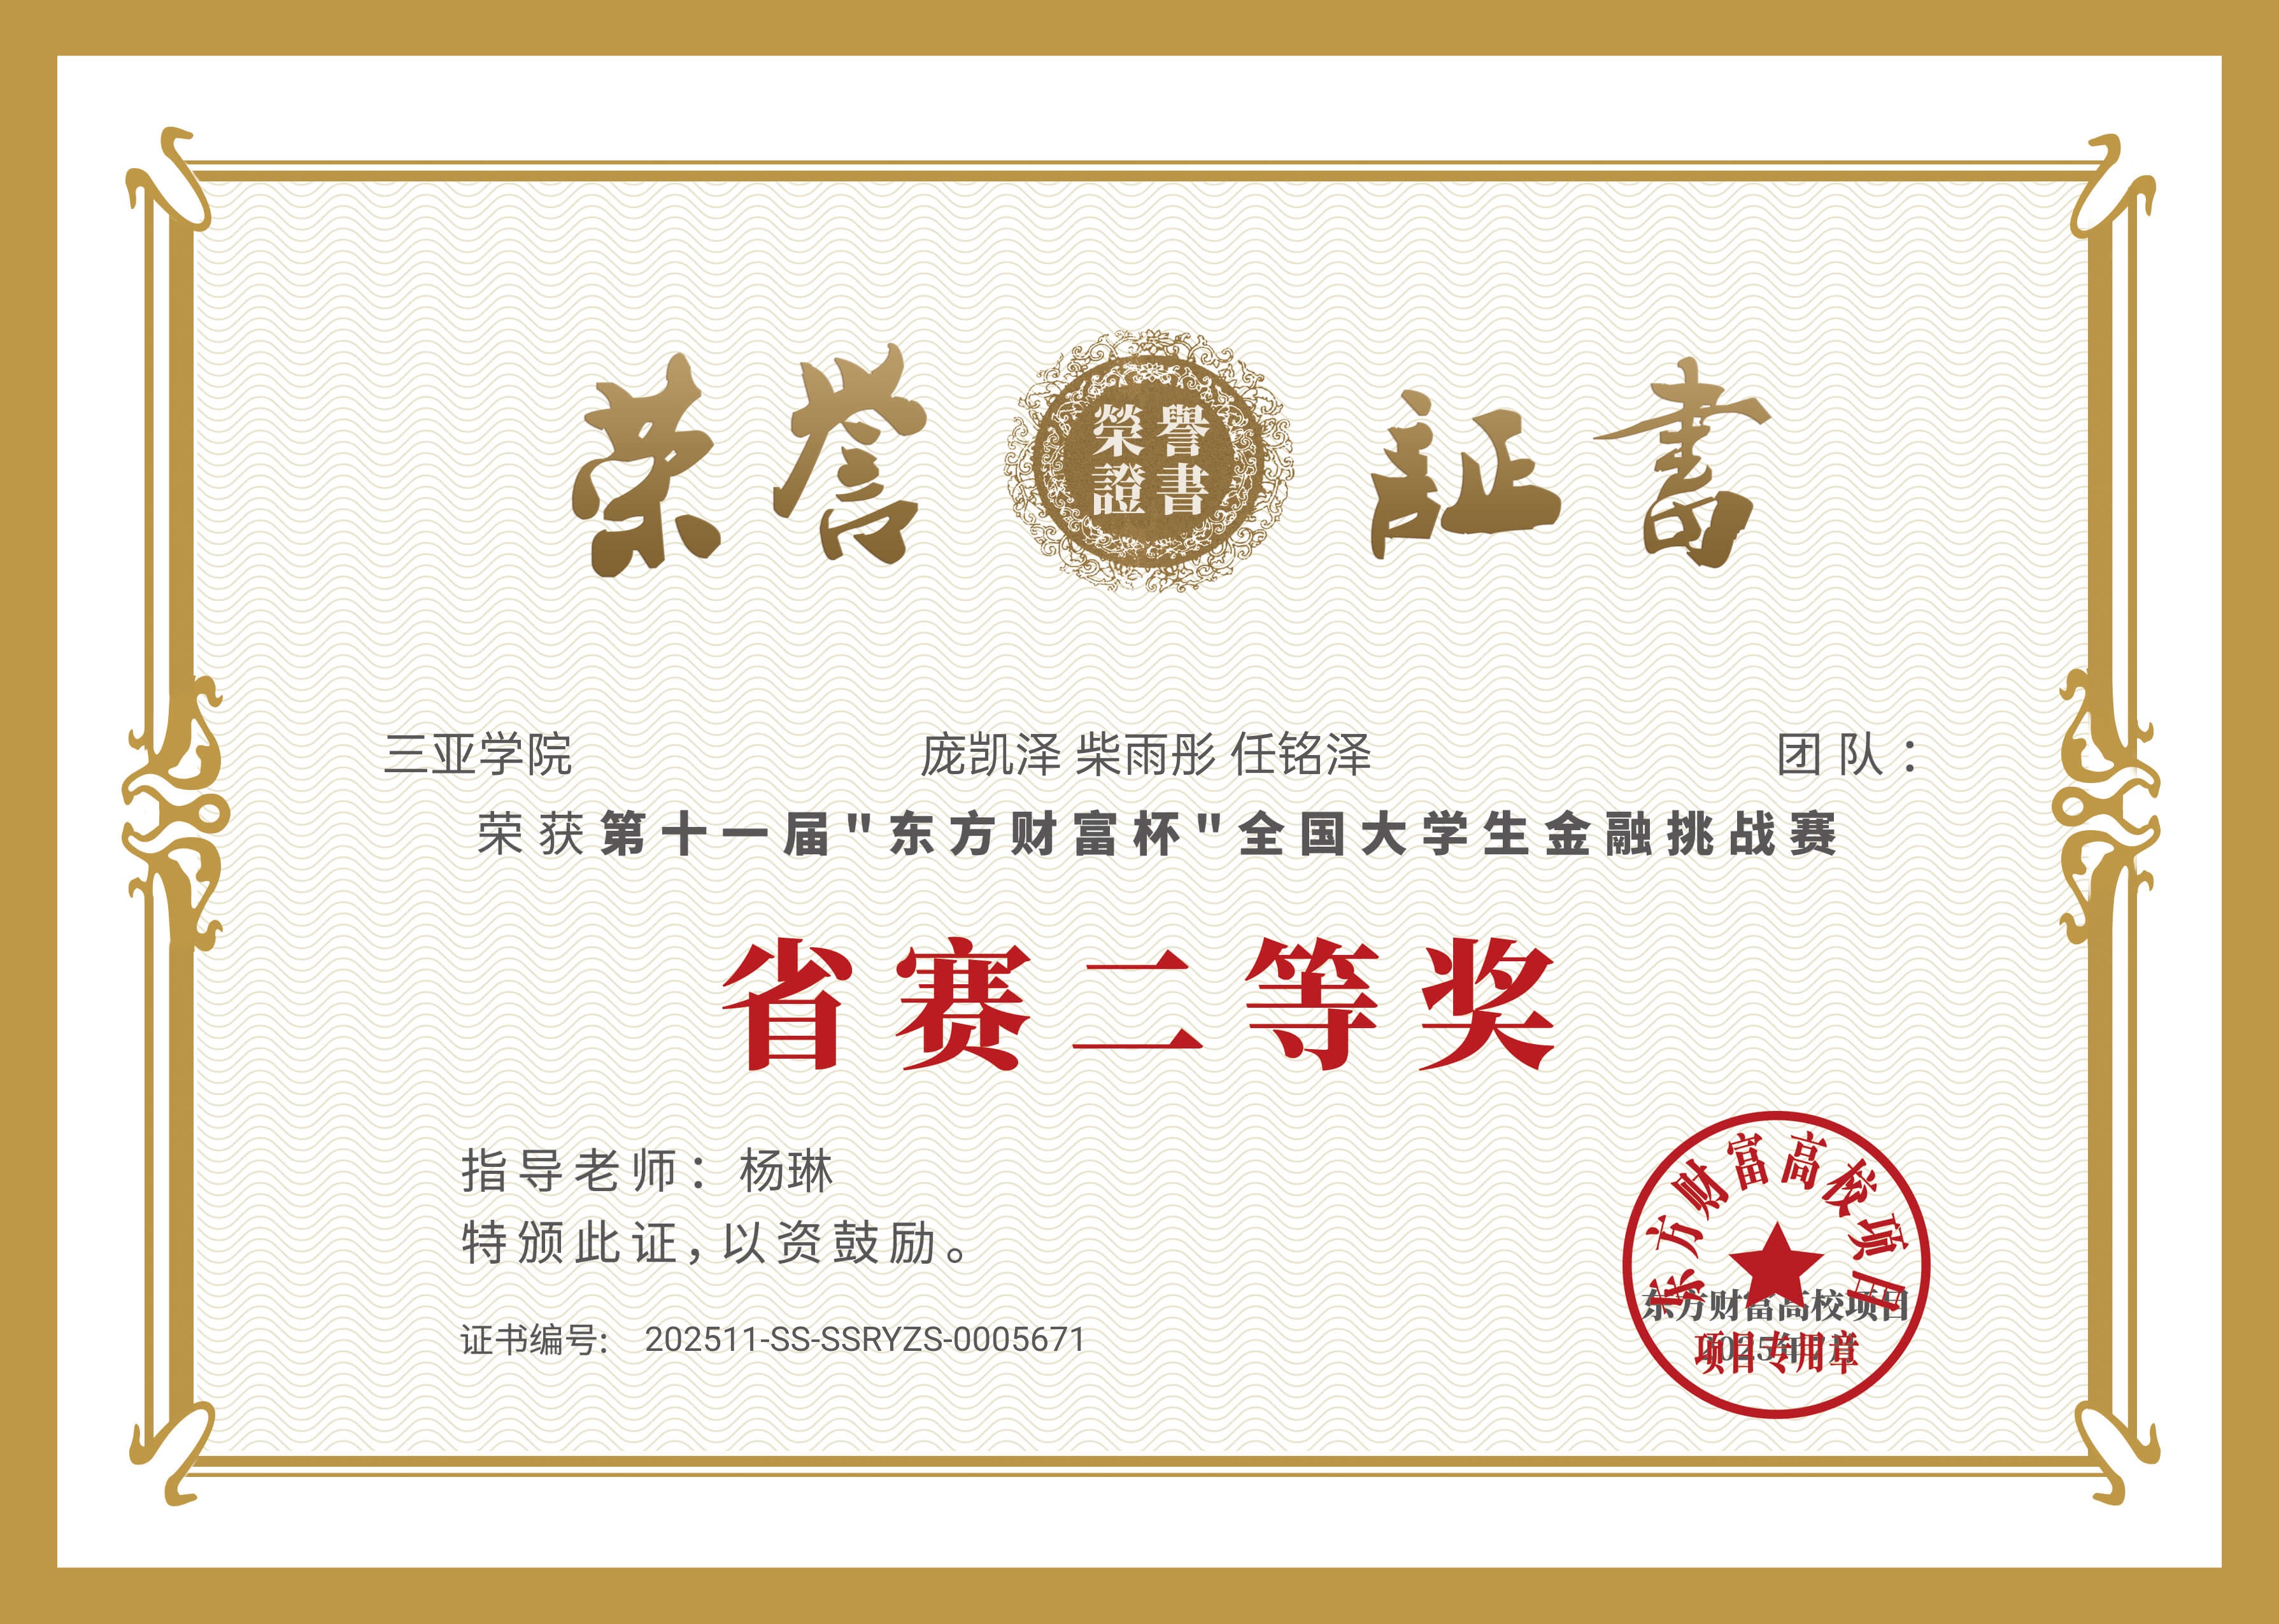 荣誉 証書
榮譽
證書
三亚学院 庞凯泽 柴雨彤 任铭泽 团队：
荣获第十一届"东方财富杯"全国大学生金融挑战赛
省赛二等奖
指导老师：杨琳
特颁此证，以资鼓励。
证书编号: 202511-SS-SSRYZS-0005671
东方财富高校项目
东方财富高校项目
项目专用章